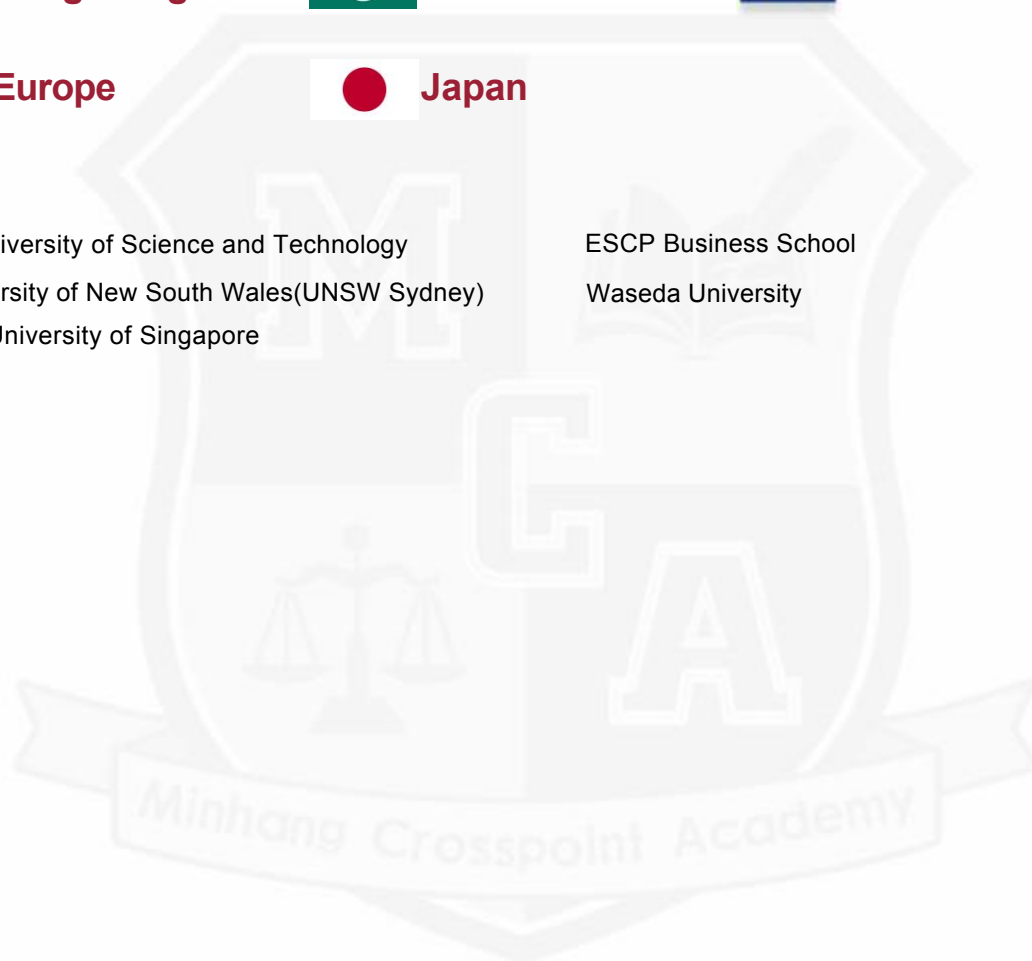 Europe
Japan
iversity of Science and Technology
ESCP Business School
rsity of New South Wales(UNSW Sydney)
Waseda University
University of Singapore
M
C
A
Minhang Crosspoint Academy